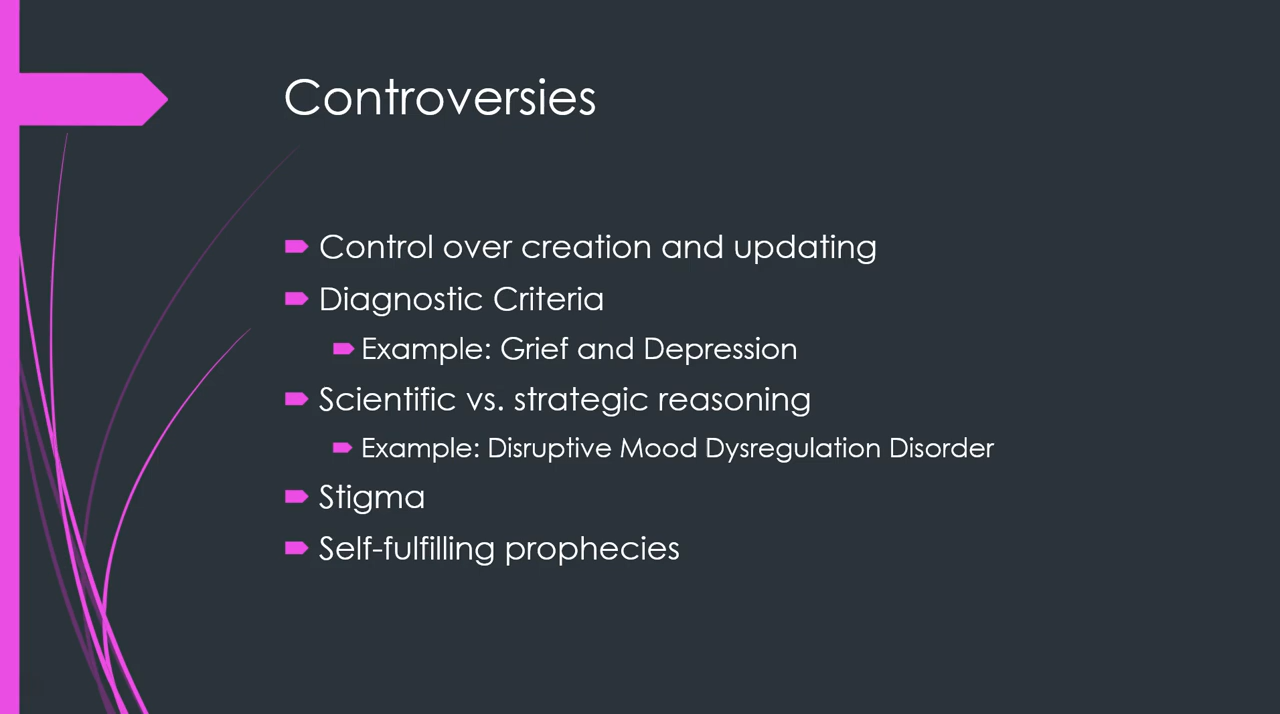 Controversies
Control over creation and updating
Diagnostic Criteria
Example: Grief and Depression
Scientific vs. strategic reasoning
Example: Disruptive Mood Dysregulation Disorder
Stigma
Self-fulfilling prophecies